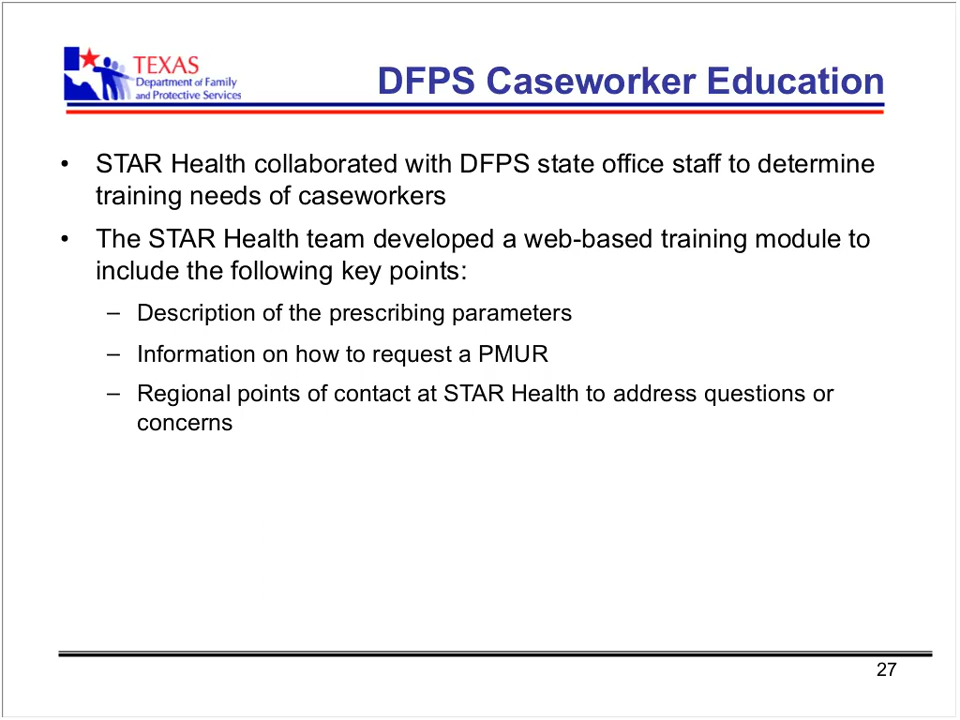 TEXAS
Department of Family
and Protective Services
DFPS Caseworker Education
• STAR Health collaborated with DFPS state office staff to determine
training needs of caseworkers
• The STAR Health team developed a web-based training module to
include the following key points:
– Description of the prescribing parameters
– Information on how to request a PMUR
– Regional points of contact at STAR Health to address questions or
concerns
27